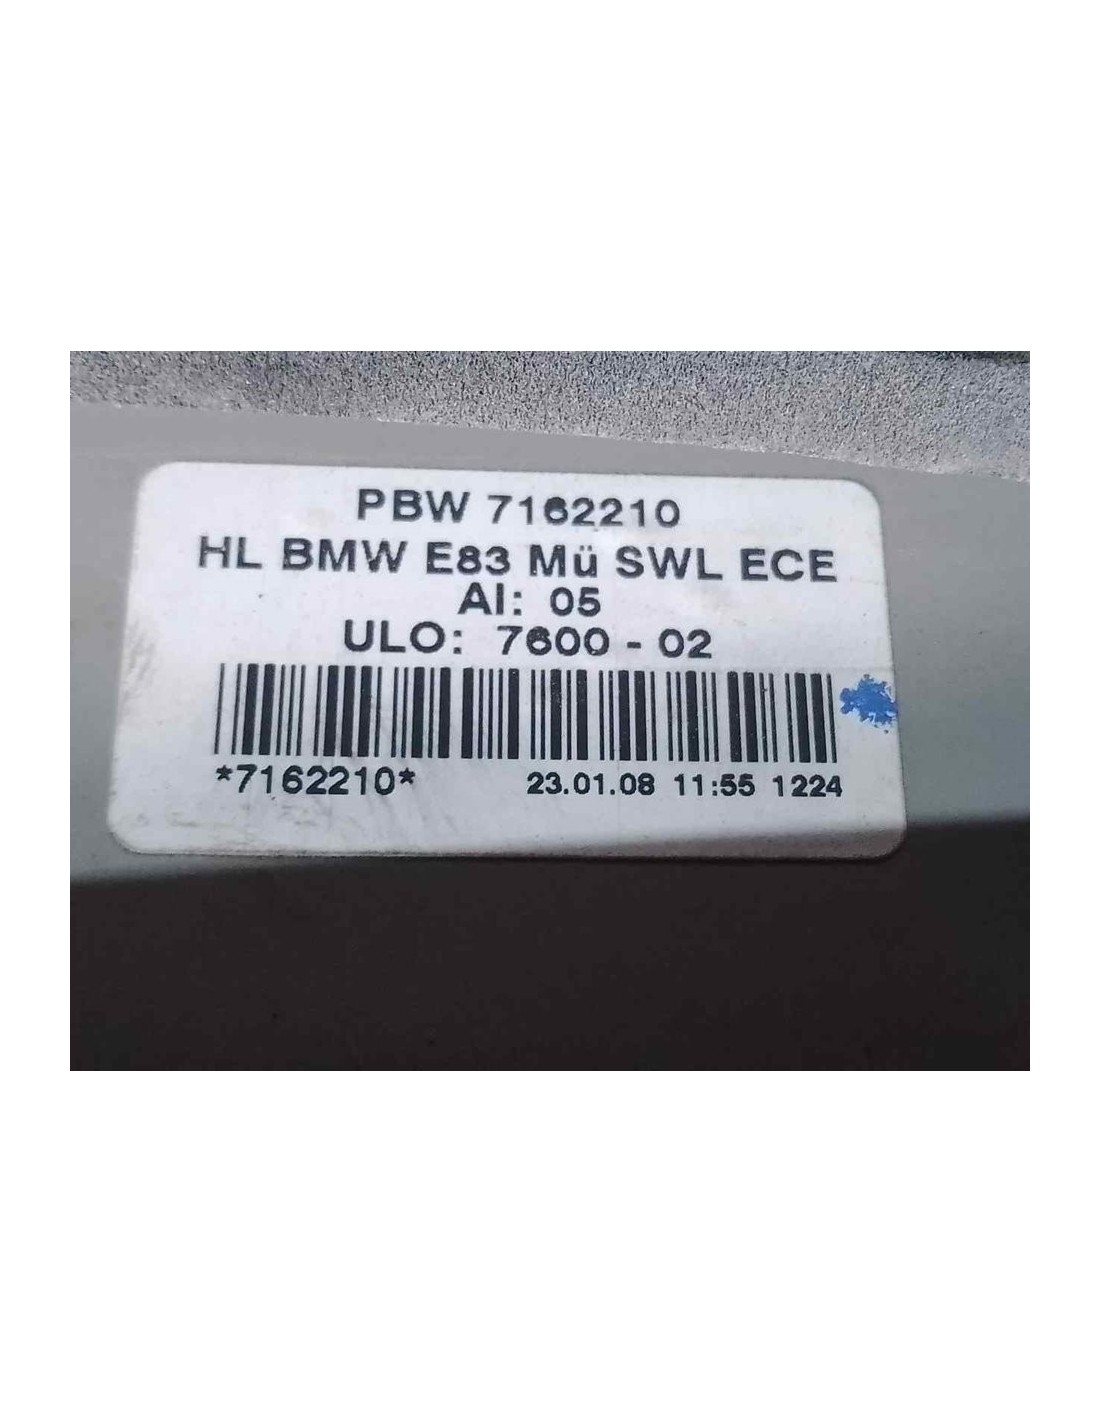 PBW 7162210
HL BMW E83 Mü SWL ECE
AI: 05
ULO: 7600 - 02
*7162210* 23.01.08 11:55 1224